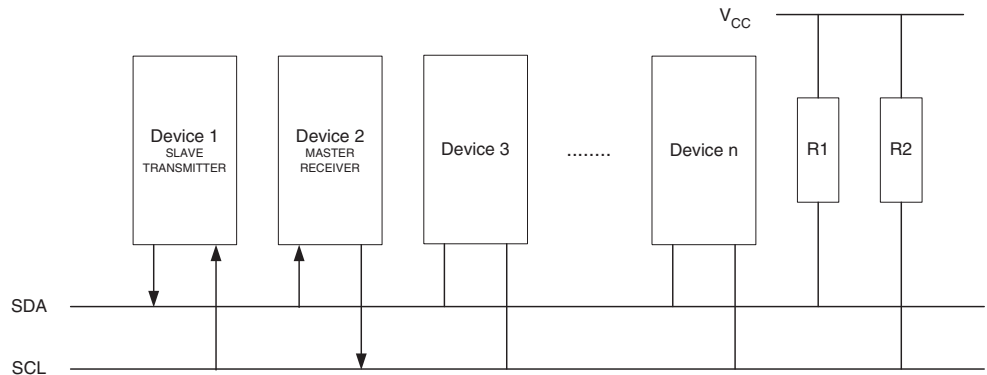 V_CC
Device 1
SLAVE
TRANSMITTER
Device 2
MASTER
RECEIVER
Device 3
........
Device n
R1
R2
SDA
SCL